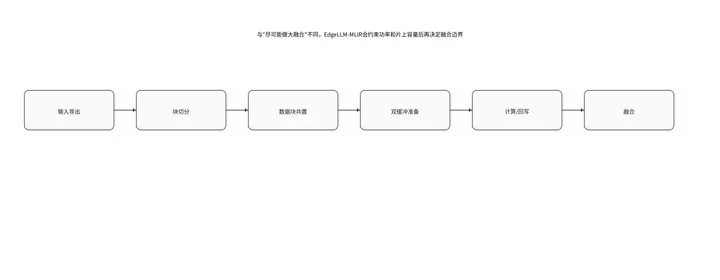 与"尽可能做大融合"不同，EdgeLLM-MLIR会约束功率和片上容量后再决定融合边界
输入导出
块切分
数据块共置
双缓冲准备
计算/回写
融合